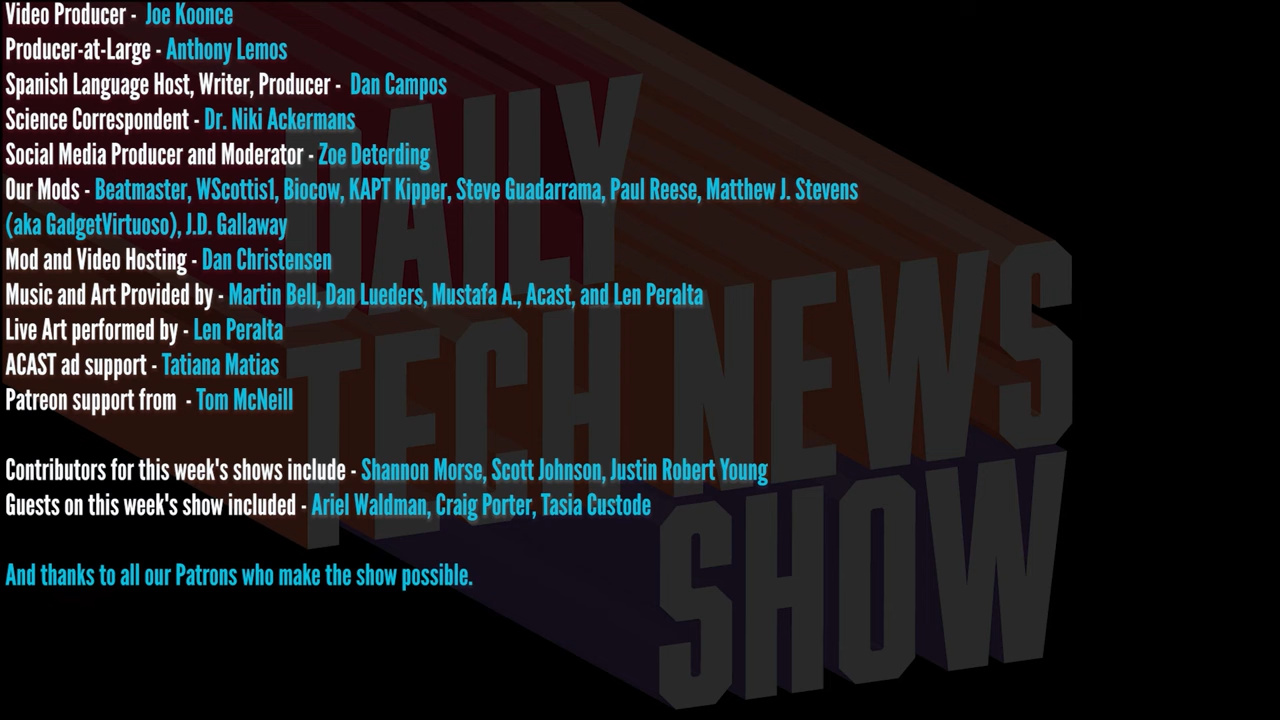 Video Producer - Joe Koonce
Producer-at-Large - Anthony Lemos
Spanish Language Host, Writer, Producer - Dan Campos
Science Correspondent - Dr. Niki Ackermans
Social Media Producer and Moderator - Zoe Deterding
Our Mods - Beatmaster, WScottis1, Biocow, KAPT Kipper, Steve Guadarrama, Paul Reese, Matthew J. Stevens
(aka GadgetVirtuoso), J.D. Gallaway
Mod and Video Hosting - Dan Christensen
Music and Art Provided by - Martin Bell, Dan Lueders, Mustafa A., Acast, and Len Peralta
Live Art performed by - Len Peralta
ACAST ad support - Tatiana Matias
Patreon support from - Tom McNeill
Contributors for this week's shows include - Shannon Morse, Scott Johnson, Justin Robert Young
Guests on this week's show included - Ariel Waldman, Craig Porter, Tasia Custode
And thanks to all our Patrons who make the show possible.
DAILY
TECH NEWS
SHOW